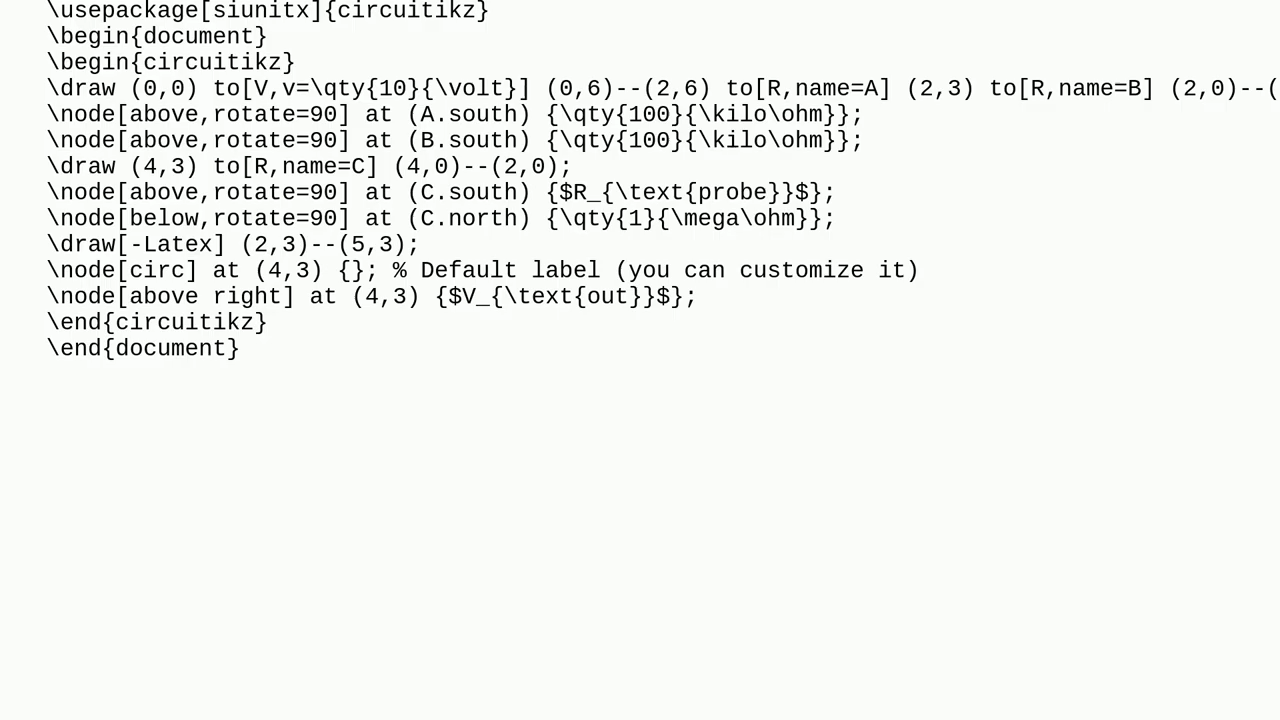 \usepackage[siunitx]{circuitikz}
\begin{document}
\begin{circuitikz}
\draw (0,0) to[V,v=\qty{10}{\volt}] (0,6)--(2,6) to[R,name=A] (2,3) to[R,name=B] (2,0)--(
\node[above,rotate=90] at (A.south) {\qty{100}{\kilo\ohm}};
\node[above,rotate=90] at (B.south) {\qty{100}{\kilo\ohm}};
\draw (4,3) to[R,name=C] (4,0)--(2,0);
\node[above,rotate=90] at (C.south) {$R_{\text{probe}}$};
\node[below,rotate=90] at (C.north) {\qty{1}{\mega\ohm}};
\draw[-Latex] (2,3)--(5,3);
\node[circ] at (4,3) {}; % Default label (you can customize it)
\node[above right] at (4,3) {$V_{\text{out}}$};
\end{circuitikz}
\end{document}